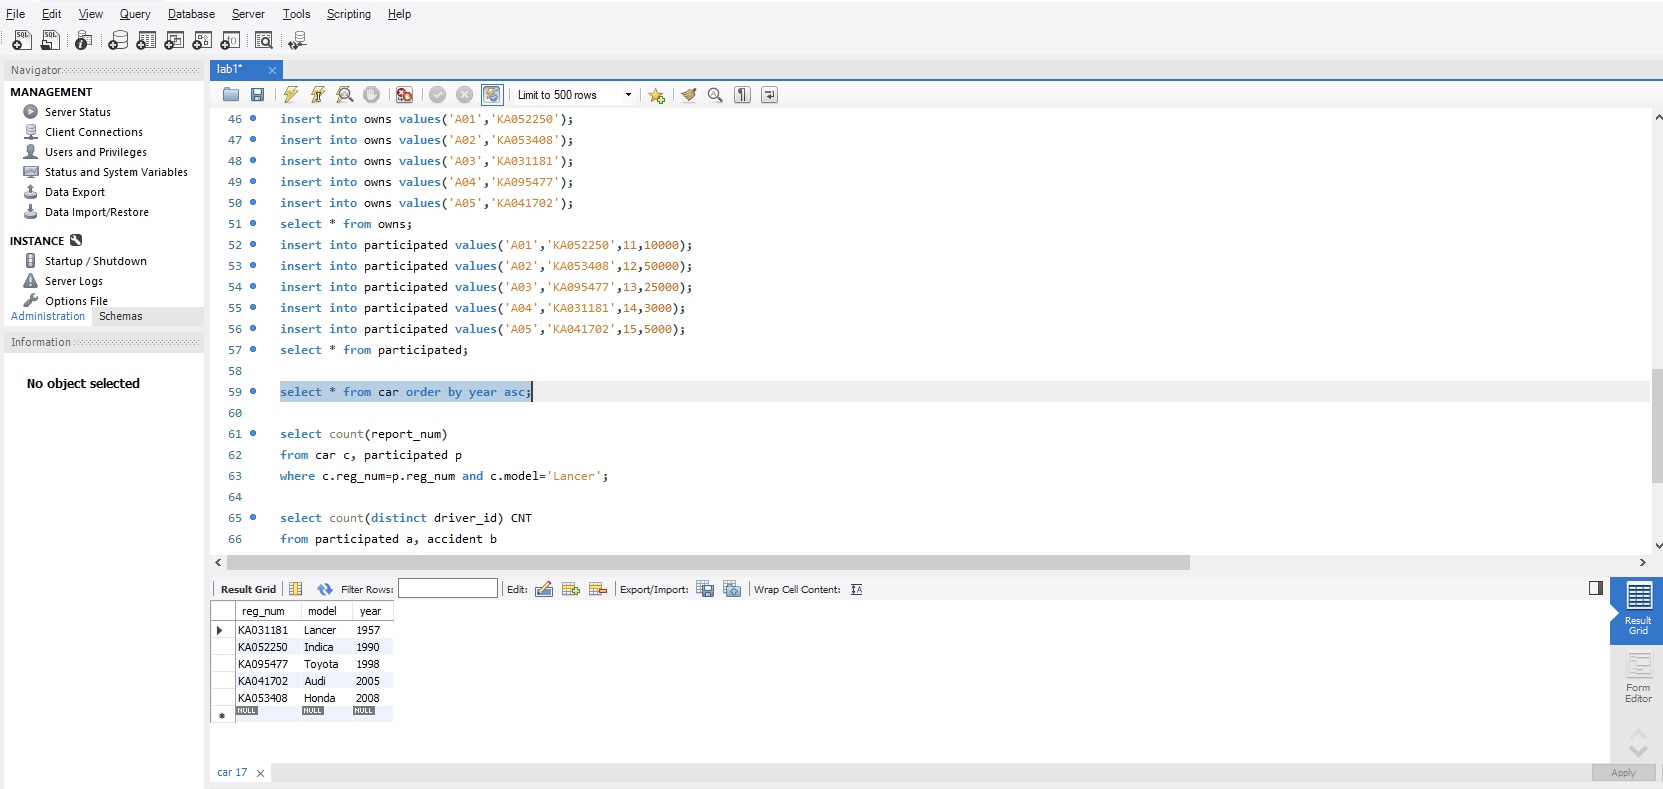 File Edit View Query Database Server Tools Scripting Help
Navigator
MANAGEMENT
Server Status
Client Connections
Users and Privileges
Status and System Variables
Data Export
Data Import/Restore
INSTANCE
Startup / Shutdown
Server Logs
Options File
Administration Schemas
Information
No object selected
lab1*
Limit to 500 rows
46 insert into owns values('A01','KA052250');
47 insert into owns values('A02','KA053408');
48 insert into owns values('A03','KA031181');
49 insert into owns values('A04','KA095477');
50 insert into owns values('A05','KA041702');
51 select * from owns;
52 insert into participated values('A01','KA052250',11,10000);
53 insert into participated values('A02','KA053408',12,50000);
54 insert into participated values('A03','KA095477',13,25000);
55 insert into participated values('A04','KA031181',14,3000);
56 insert into participated values('A05','KA041702',15,5000);
57 select * from participated;
58
59 select * from car order by year asc;
60
61 select count(report_num)
62 from car c, participated p
63 where c.reg_num=p.reg_num and c.model='Lancer';
64
65 select count(distinct driver_id) CNT
66 from participated a, accident b
Result Grid Filter Rows: Edit: Export/Import: Wrap Cell Content:
reg_num model year
KA031181 Lancer 1957
KA052250 Indica 1990
KA095477 Toyota 1998
KA041702 Audi 2005
KA053408 Honda 2008
NULL NULL NULL
Result
Grid
Form
Editor
car 17
Apply